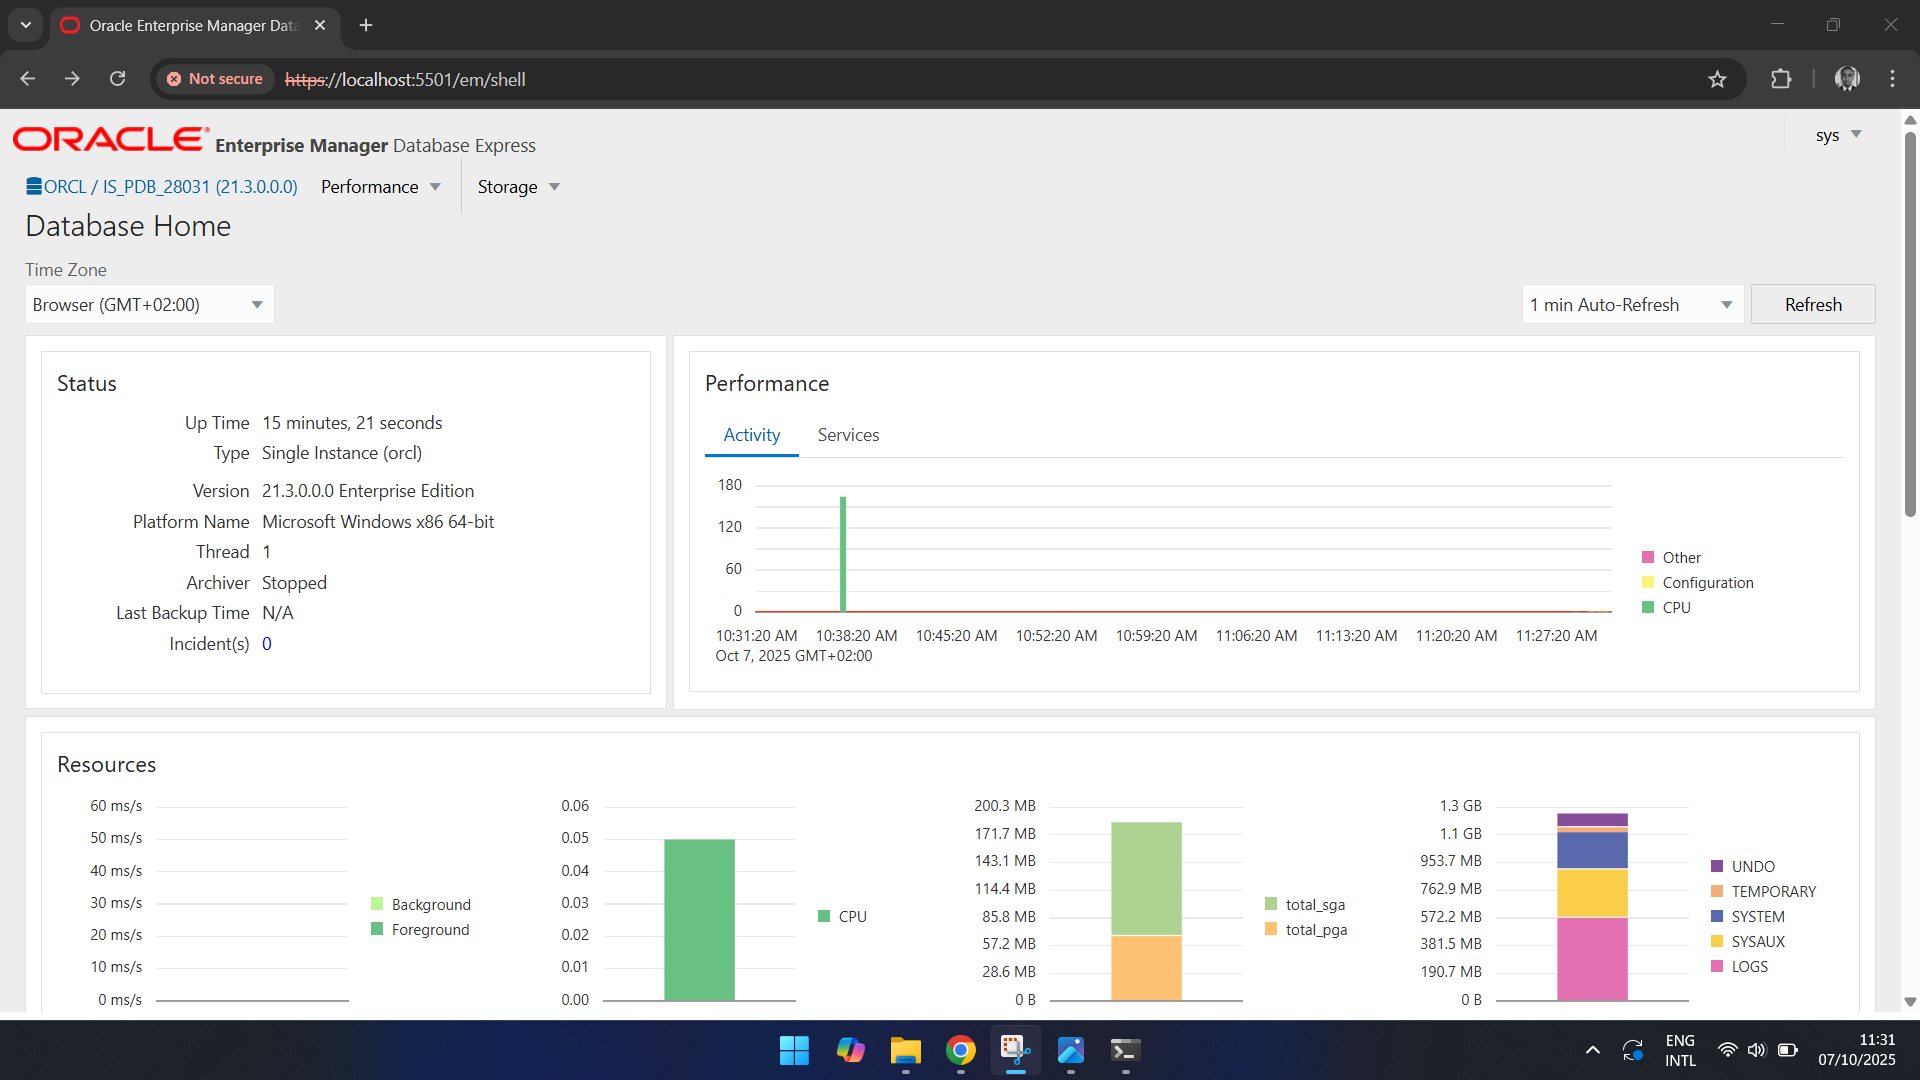 Oracle Enterprise Manager Data
Not secure https://localhost:5501/em/shell
ORACLE Enterprise Manager Database Express
sys
ORCL / IS_PDB_28031 (21.3.0.0.0) Performance Storage
Database Home
Time Zone
Browser (GMT+02:00)
1 min Auto-Refresh Refresh
Status
Up Time 15 minutes, 21 seconds
Type Single Instance (orcl)
Version 21.3.0.0.0 Enterprise Edition
Platform Name Microsoft Windows x86 64-bit
Thread 1
Archiver Stopped
Last Backup Time N/A
Incident(s) 0
Performance
Activity Services
180
120
60
0
10:31:20 AM 10:38:20 AM 10:45:20 AM 10:52:20 AM 10:59:20 AM 11:06:20 AM 11:13:20 AM 11:20:20 AM 11:27:20 AM
Oct 7, 2025 GMT+02:00
Other
Configuration
CPU
Resources
60 ms/s
50 ms/s
40 ms/s
30 ms/s
20 ms/s
10 ms/s
0 ms/s
Background
Foreground
0.06
0.05
0.04
0.03
0.02
0.01
0.00
CPU
200.3 MB
171.7 MB
143.1 MB
114.4 MB
85.8 MB
57.2 MB
28.6 MB
0 B
total_sga
total_pga
1.3 GB
1.1 GB
953.7 MB
762.9 MB
572.2 MB
381.5 MB
190.7 MB
0 B
UNDO
TEMPORARY
SYSTEM
SYSAUX
LOGS
ENG
INTL
11:31
07/10/2025